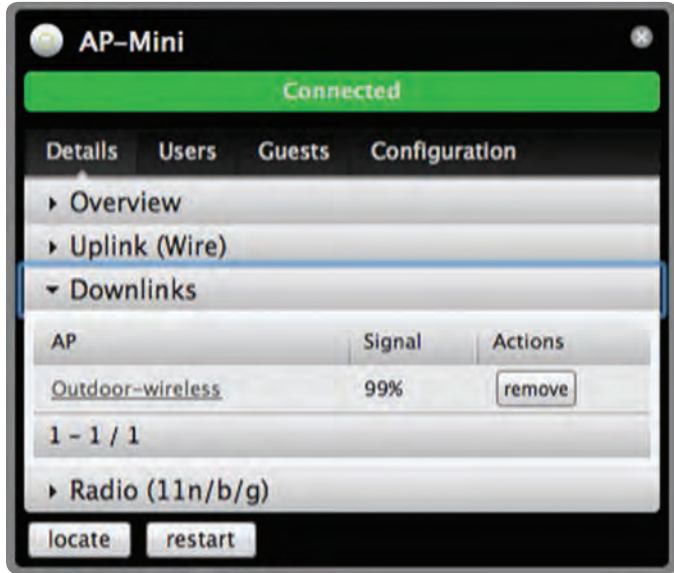 AP-Mini
Connected
Details Users Guests Configuration
Overview
Uplink (Wire)
Downlinks
AP Signal Actions
Outdoor-wireless 99% remove
1 - 1 / 1
Radio (11n/b/g)
locate restart